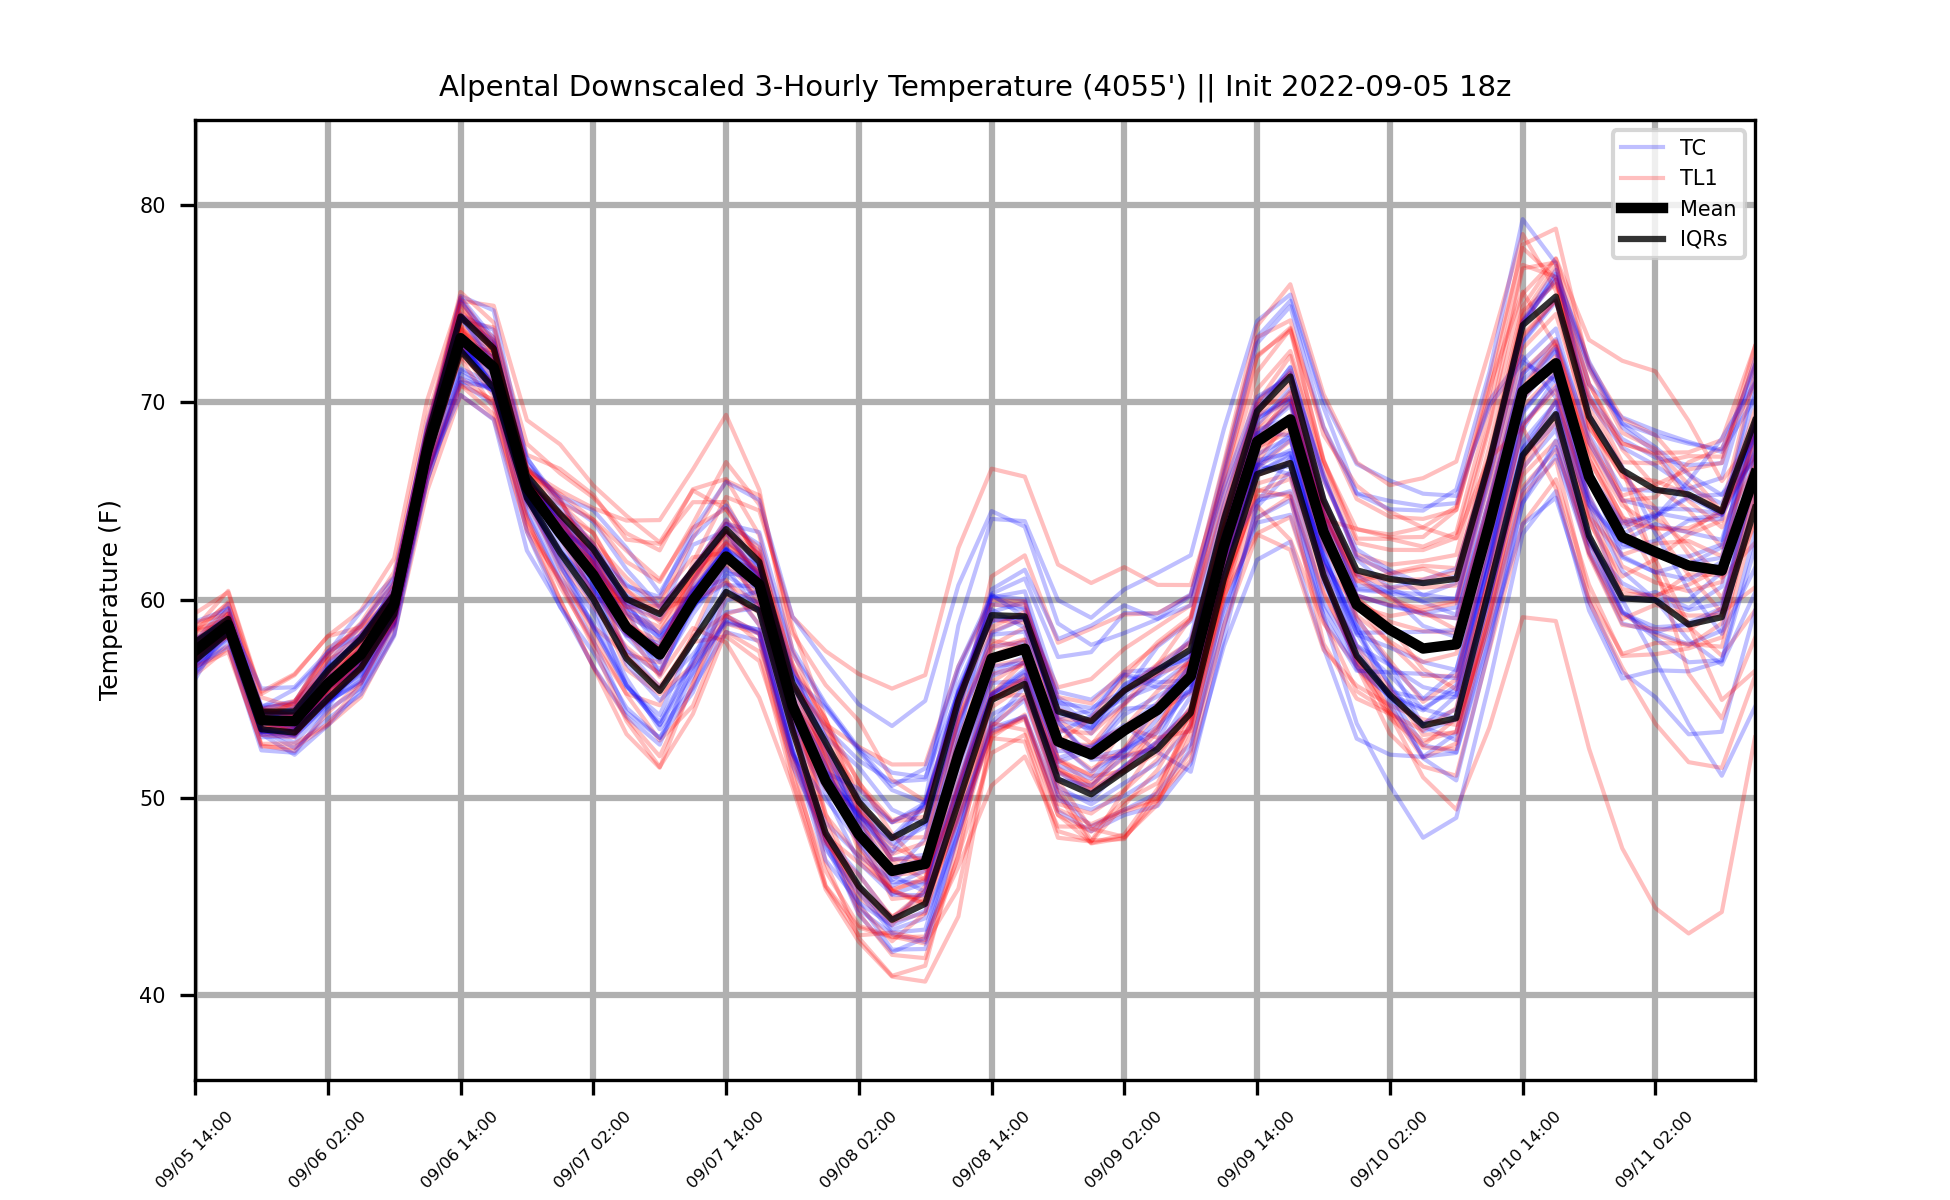 Alpental Downscaled 3-Hourly Temperature (4055') || Init 2022-09-05 18z
TC
TL1
Mean
IQRs
Temperature (F)
80
70
60
50
40
09/05 14:00
09/06 02:00
09/06 14:00
09/07 02:00
09/07 14:00
09/08 02:00
09/08 14:00
09/09 02:00
09/09 14:00
09/10 02:00
09/10 14:00
09/11 02:00